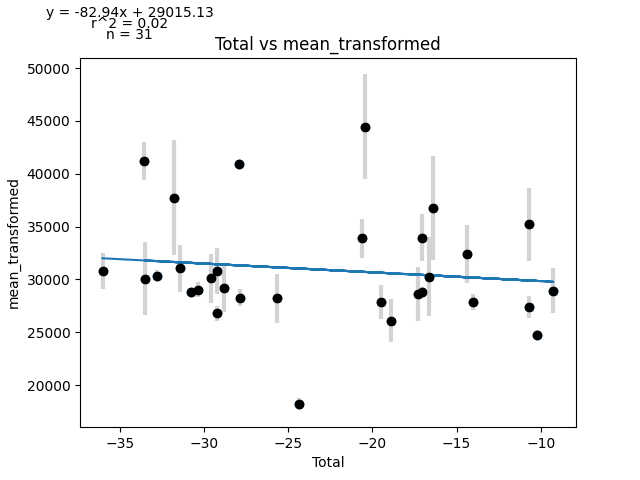 y = -82.94x + 29015.13
r^2 = 0.02
n = 31
Total vs mean_transformed
50000
45000
40000
35000
30000
25000
20000
mean_transformed
−35 −30 −25 −20 −15 −10
Total